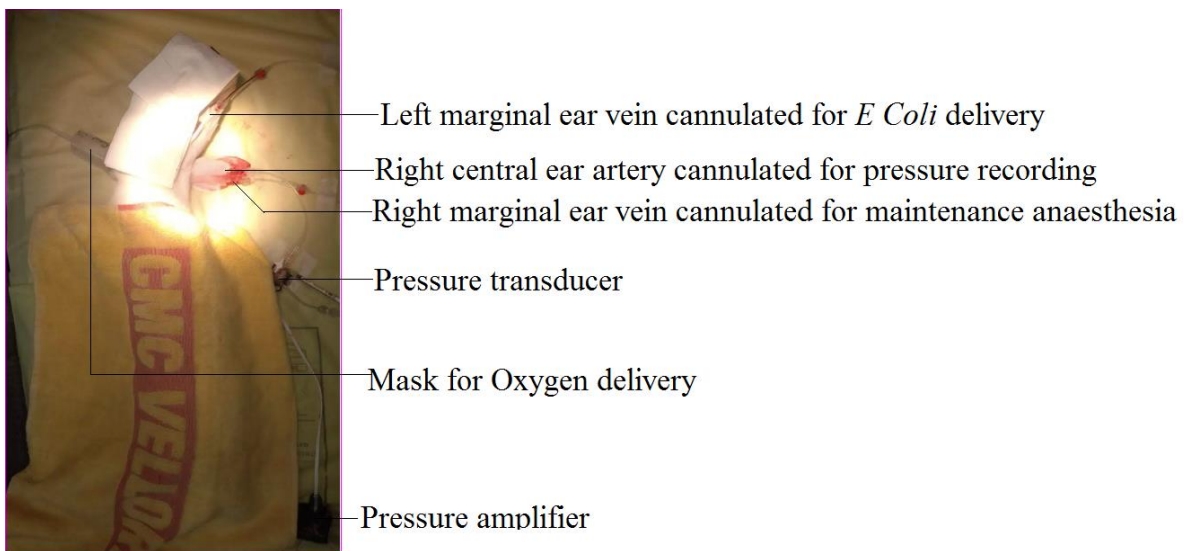 Left marginal ear vein cannulated for E Coli delivery
Right central ear artery cannulated for pressure recording
Right marginal ear vein cannulated for maintenance anaesthesia
Pressure transducer
Mask for Oxygen delivery
Pressure amplifier
CMC VELLOR